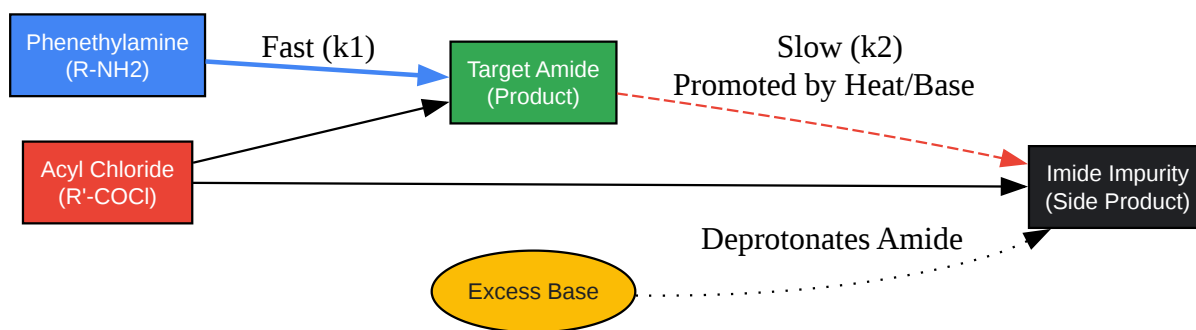 Phenethylamine
(R-NH2)
Fast (k1)
Target Amide
(Product)
Slow (k2)
Promoted by Heat/Base
Acyl Chloride
(R'-COCl)
Imide Impurity
(Side Product)
Deprotonates Amide
Excess Base